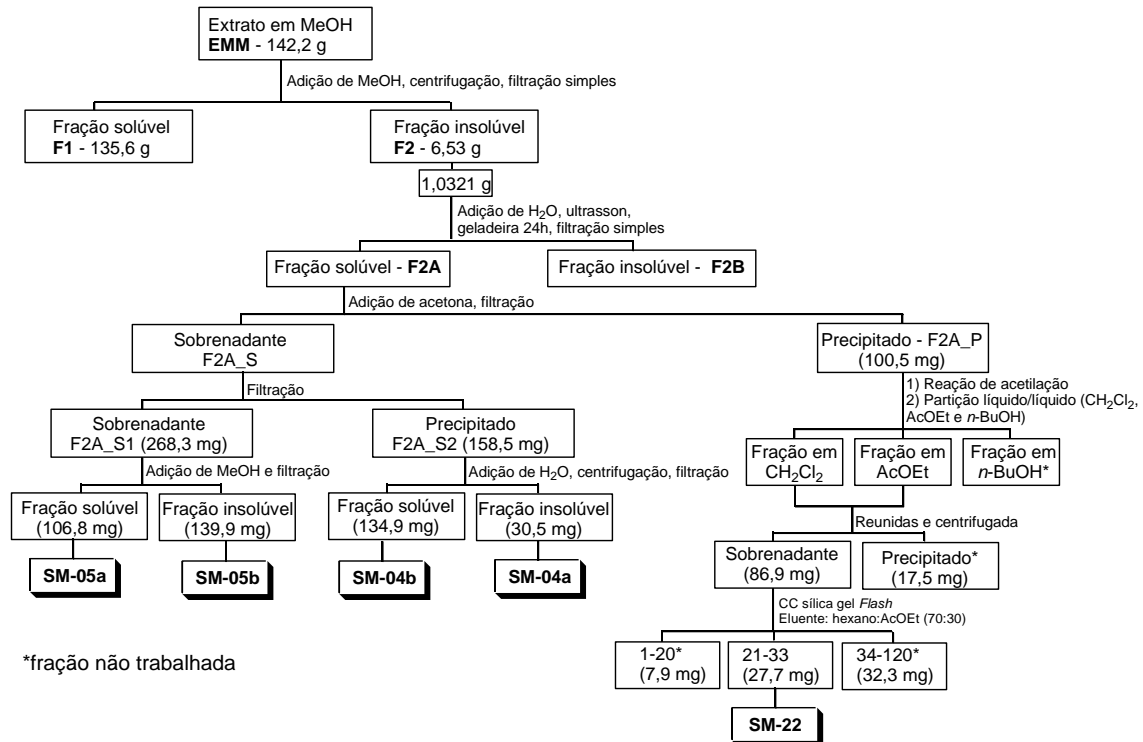 Extrato em MeOH
EMM - 142,2 g
Adição de MeOH, centrifugação, filtração simples
Fração solúvel
F1 - 135,6 g
Fração insolúvel
F2 - 6,53 g
1,0321 g
Adição de H2O, ultrasson,
geladeira 24h, filtração simples
Fração solúvel - F2A
Fração insolúvel - F2B
Adição de acetona, filtração
Sobrenadante
F2A_S
Precipitado - F2A_P
(100,5 mg)
Filtração
1) Reação de acetilação
2) Partição líquido/líquido (CH2Cl2,
AcOEt e n-BuOH)
Sobrenadante
F2A_S1 (268,3 mg)
Precipitado
F2A_S2 (158,5 mg)
Fração em
CH2Cl2
Fração em
AcOEt
Fração em
n-BuOH*
Adição de MeOH e filtração
Adição de H2O, centrifugação, filtração
Fração solúvel
(106,8 mg)
Fração insolúvel
(139,9 mg)
Fração solúvel
(134,9 mg)
Fração insolúvel
(30,5 mg)
Reunidas e centrifugada
Sobrenadante
(86,9 mg)
Precipitado*
(17,5 mg)
SM-05a
SM-05b
SM-04b
SM-04a
CC sílica gel Flash
Eluente: hexano:AcOEt (70:30)
1-20*
(7,9 mg)
21-33
(27,7 mg)
34-120*
(32,3 mg)
*fração não trabalhada
SM-22